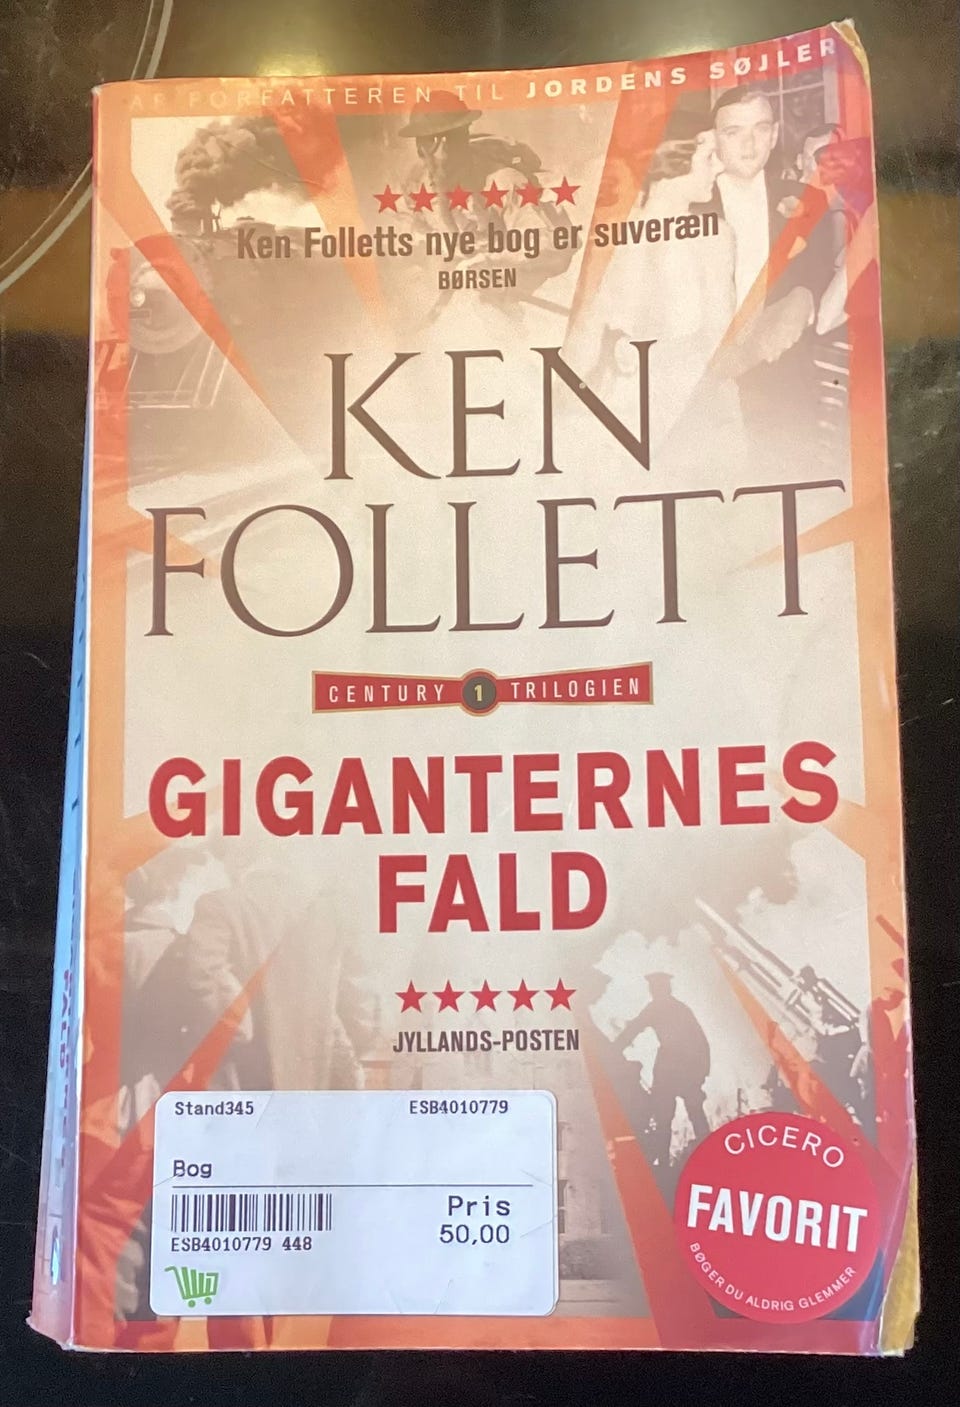 AF FORFATTEREN TIL JORDENS SØJLER
Ken Folletts nye bog er suveræn
BØRSEN
KEN
FOLLETT
CENTURY 1 TRILOGIEN
GIGANTERNES
FALD
JYLLANDS-POSTEN
Stand345 ESB4010779
Bog
Pris
50,00
ESB4010779 448
CICERO
FAVORIT
BØGER DU ALDRIG GLEMMER